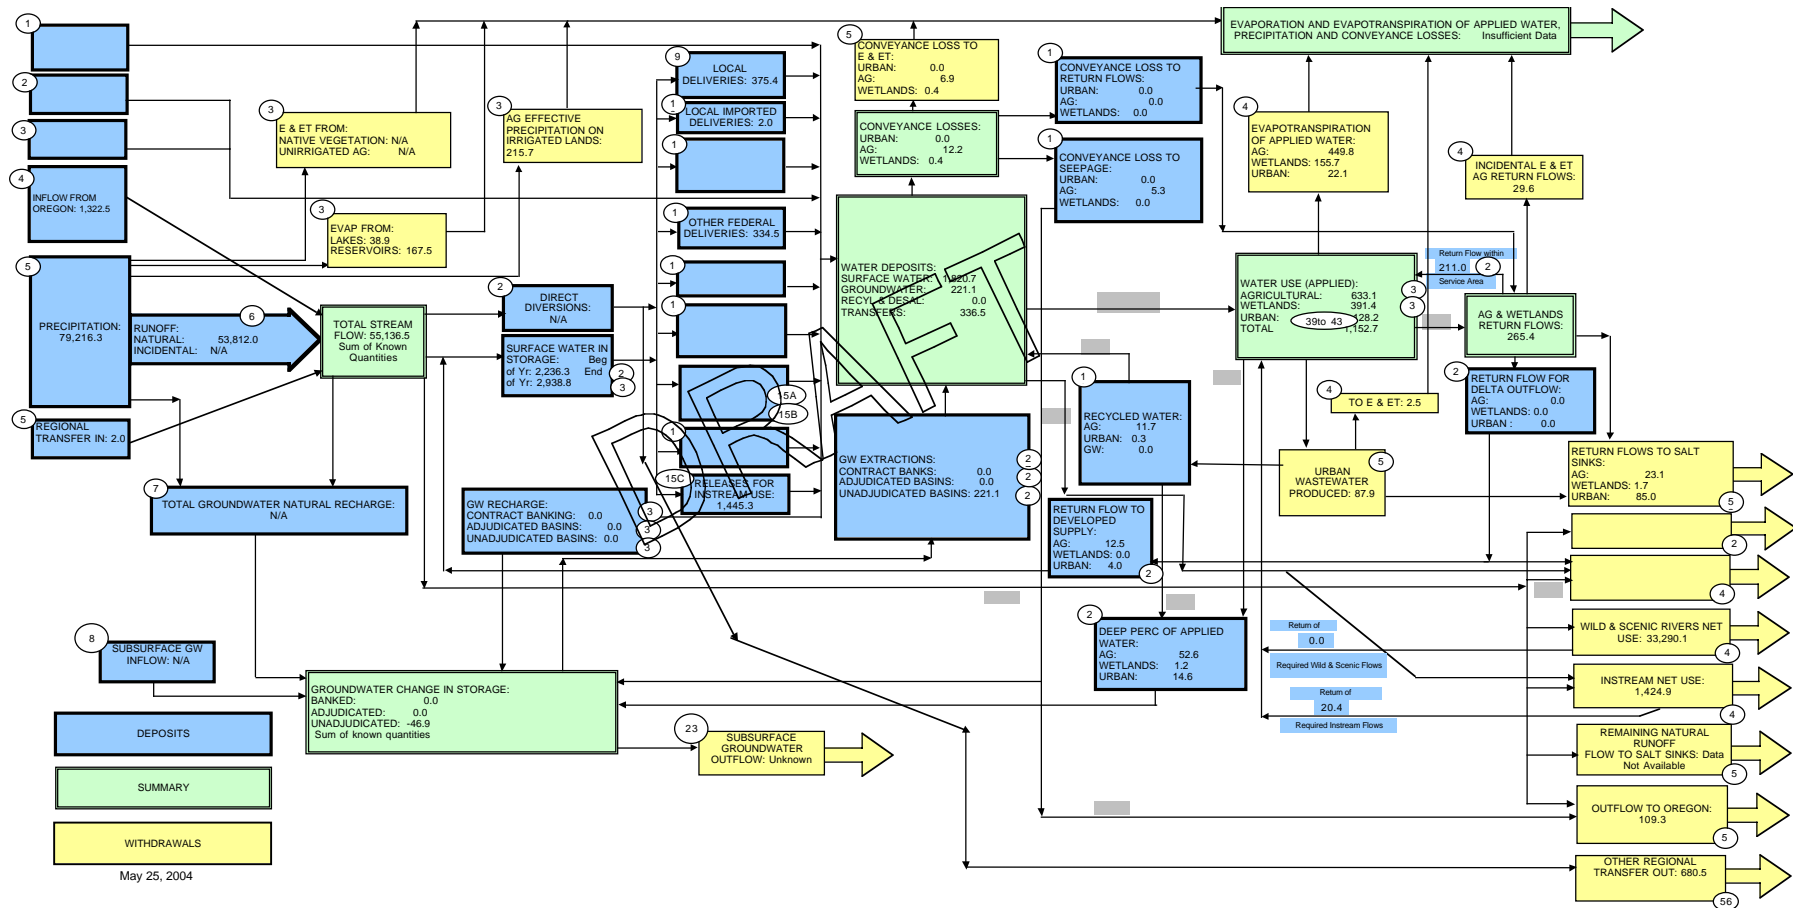 1
2
3
4
INFLOW FROM
OREGON: 1,322.5
5
PRECIPITATION:
79,216.3
6
RUNOFF:
NATURAL: 53,812.0
INCIDENTAL: N/A
5
REGIONAL
TRANSFER IN: 2.0
3
E & ET FROM:
NATIVE VEGETATION: N/A
UNIRRIGATED AG: N/A
3
EVAP FROM:
LAKES: 38.9
RESERVOIRS: 167.5
3
AG EFFECTIVE
PRECIPITATION ON
IRRIGATED LANDS:
215.7
TOTAL STREAM
FLOW: 55,136.5
Sum of Known
Quantities
2
DIRECT
DIVERSIONS:
N/A
SURFACE WATER IN
STORAGE: Beg
of Yr: 2,236.3 End
of Yr: 2,938.8
2
3
7
TOTAL GROUNDWATER NATURAL RECHARGE:
N/A
GW RECHARGE:
CONTRACT BANKING: 0.0
ADJUDICATED BASINS: 0.0
UNADJUDICATED BASINS: 0.0
3
3
3
8
SUBSURFACE GW
INFLOW: N/A
GROUNDWATER CHANGE IN STORAGE:
BANKED: 0.0
ADJUDICATED: 0.0
UNADJUDICATED: -46.9
Sum of known quantities
23
SUBSURFACE
GROUNDWATER
OUTFLOW: Unknown
DEPOSITS
SUMMARY
WITHDRAWALS
May 25, 2004
9
LOCAL
DELIVERIES: 375.4
1
LOCAL IMPORTED
DELIVERIES: 2.0
1
1
OTHER FEDERAL
DELIVERIES: 334.5
1
1
15A
15B
1
15C
RELEASES FOR
INSTREAM USE:
1,445.3
DRAFT
5
CONVEYANCE LOSS TO
E & ET:
URBAN: 0.0
AG: 6.9
WETLANDS: 0.4
CONVEYANCE LOSSES:
URBAN: 0.0
AG: 12.2
WETLANDS: 0.4
1
CONVEYANCE LOSS TO
RETURN FLOWS:
URBAN: 0.0
AG: 0.0
WETLANDS: 0.0
1
CONVEYANCE LOSS TO
SEEPAGE:
URBAN: 0.0
AG: 5.3
WETLANDS: 0.0
WATER DEPOSITS:
SURFACE WATER: 1,820.7
GROUNDWATER: 221.1
RECYL & DESAL: 0.0
TRANSFERS: 336.5
GW EXTRACTIONS:
CONTRACT BANKS: 0.0
ADJUDICATED BASINS: 0.0
UNADJUDICATED BASINS: 221.1
2
2
2
1
RECYCLED WATER:
AG: 11.7
URBAN: 0.3
GW: 0.0
RETURN FLOW TO
DEVELOPED
SUPPLY:
AG: 12.5
WETLANDS: 0.0
URBAN: 4.0
2
2
DEEP PERC OF APPLIED
WATER:
AG: 52.6
WETLANDS: 1.2
URBAN: 14.6
EVAPORATION AND EVAPOTRANSPIRATION OF APPLIED WATER,
PRECIPITATION AND CONVEYANCE LOSSES: Insufficient Data
4
EVAPOTRANSPIRATION
OF APPLIED WATER:
AG: 449.8
WETLANDS: 155.7
URBAN: 22.1
4
INCIDENTAL E & ET
AG RETURN FLOWS:
29.6
Return Flow within
211.0
2
Service Area
WATER USE (APPLIED):
AGRICULTURAL: 633.1
WETLANDS: 391.4
URBAN: 128.2
TOTAL 1,152.7
3
3
39to 43
AG & WETLANDS
RETURN FLOWS:
265.4
2
RETURN FLOW FOR
DELTA OUTFLOW:
AG: 0.0
WETLANDS: 0.0
URBAN : 0.0
4
TO E & ET: 2.5
5
URBAN
WASTEWATER
PRODUCED: 87.9
RETURN FLOWS TO SALT
SINKS:
AG: 23.1
WETLANDS: 1.7
URBAN: 85.0
5
2
4
WILD & SCENIC RIVERS NET
USE: 33,290.1
4
Return of
0.0
Required Wild & Scenic Flows
INSTREAM NET USE:
1,424.9
4
Return of
20.4
Required Instream Flows
REMAINING NATURAL
RUNOFF
FLOW TO SALT SINKS: Data
Not Available
5
OUTFLOW TO OREGON:
109.3
5
OTHER REGIONAL
TRANSFER OUT: 680.5
56